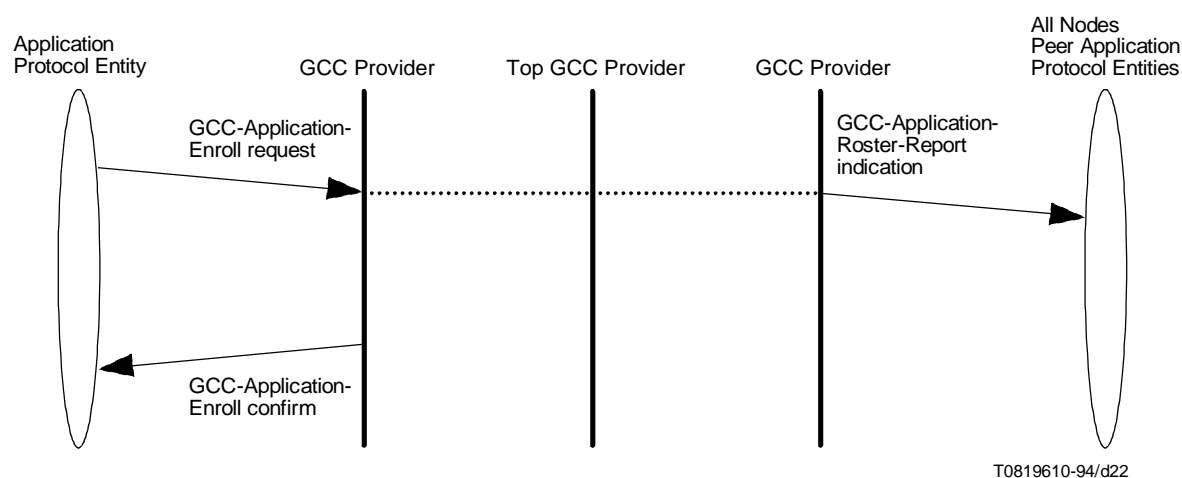 Application
Protocol Entity
GCC Provider
Top GCC Provider
GCC Provider
All Nodes
Peer Application
Protocol Entities
GCC-Application-
Enroll request
GCC-Application-
Roster-Report
indication
GCC-Application-
Enroll confirm
T0819610-94/d22